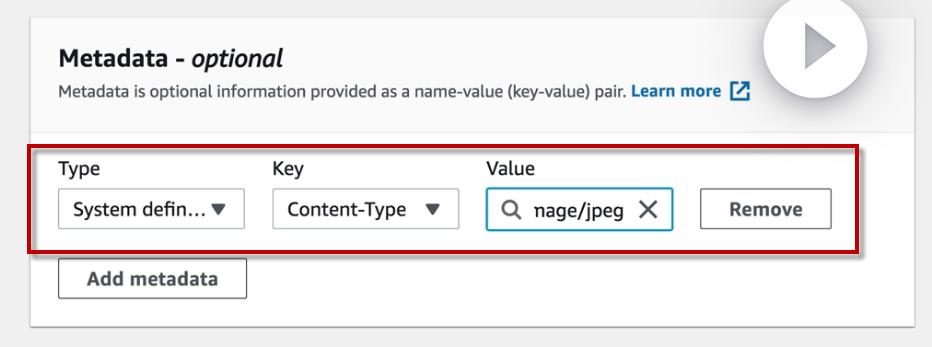 Metadata - optional
Metadata is optional information provided as a name-value (key-value) pair. Learn more
Type Key Value
System defin... Content-Type nage/jpeg Remove
Add metadata